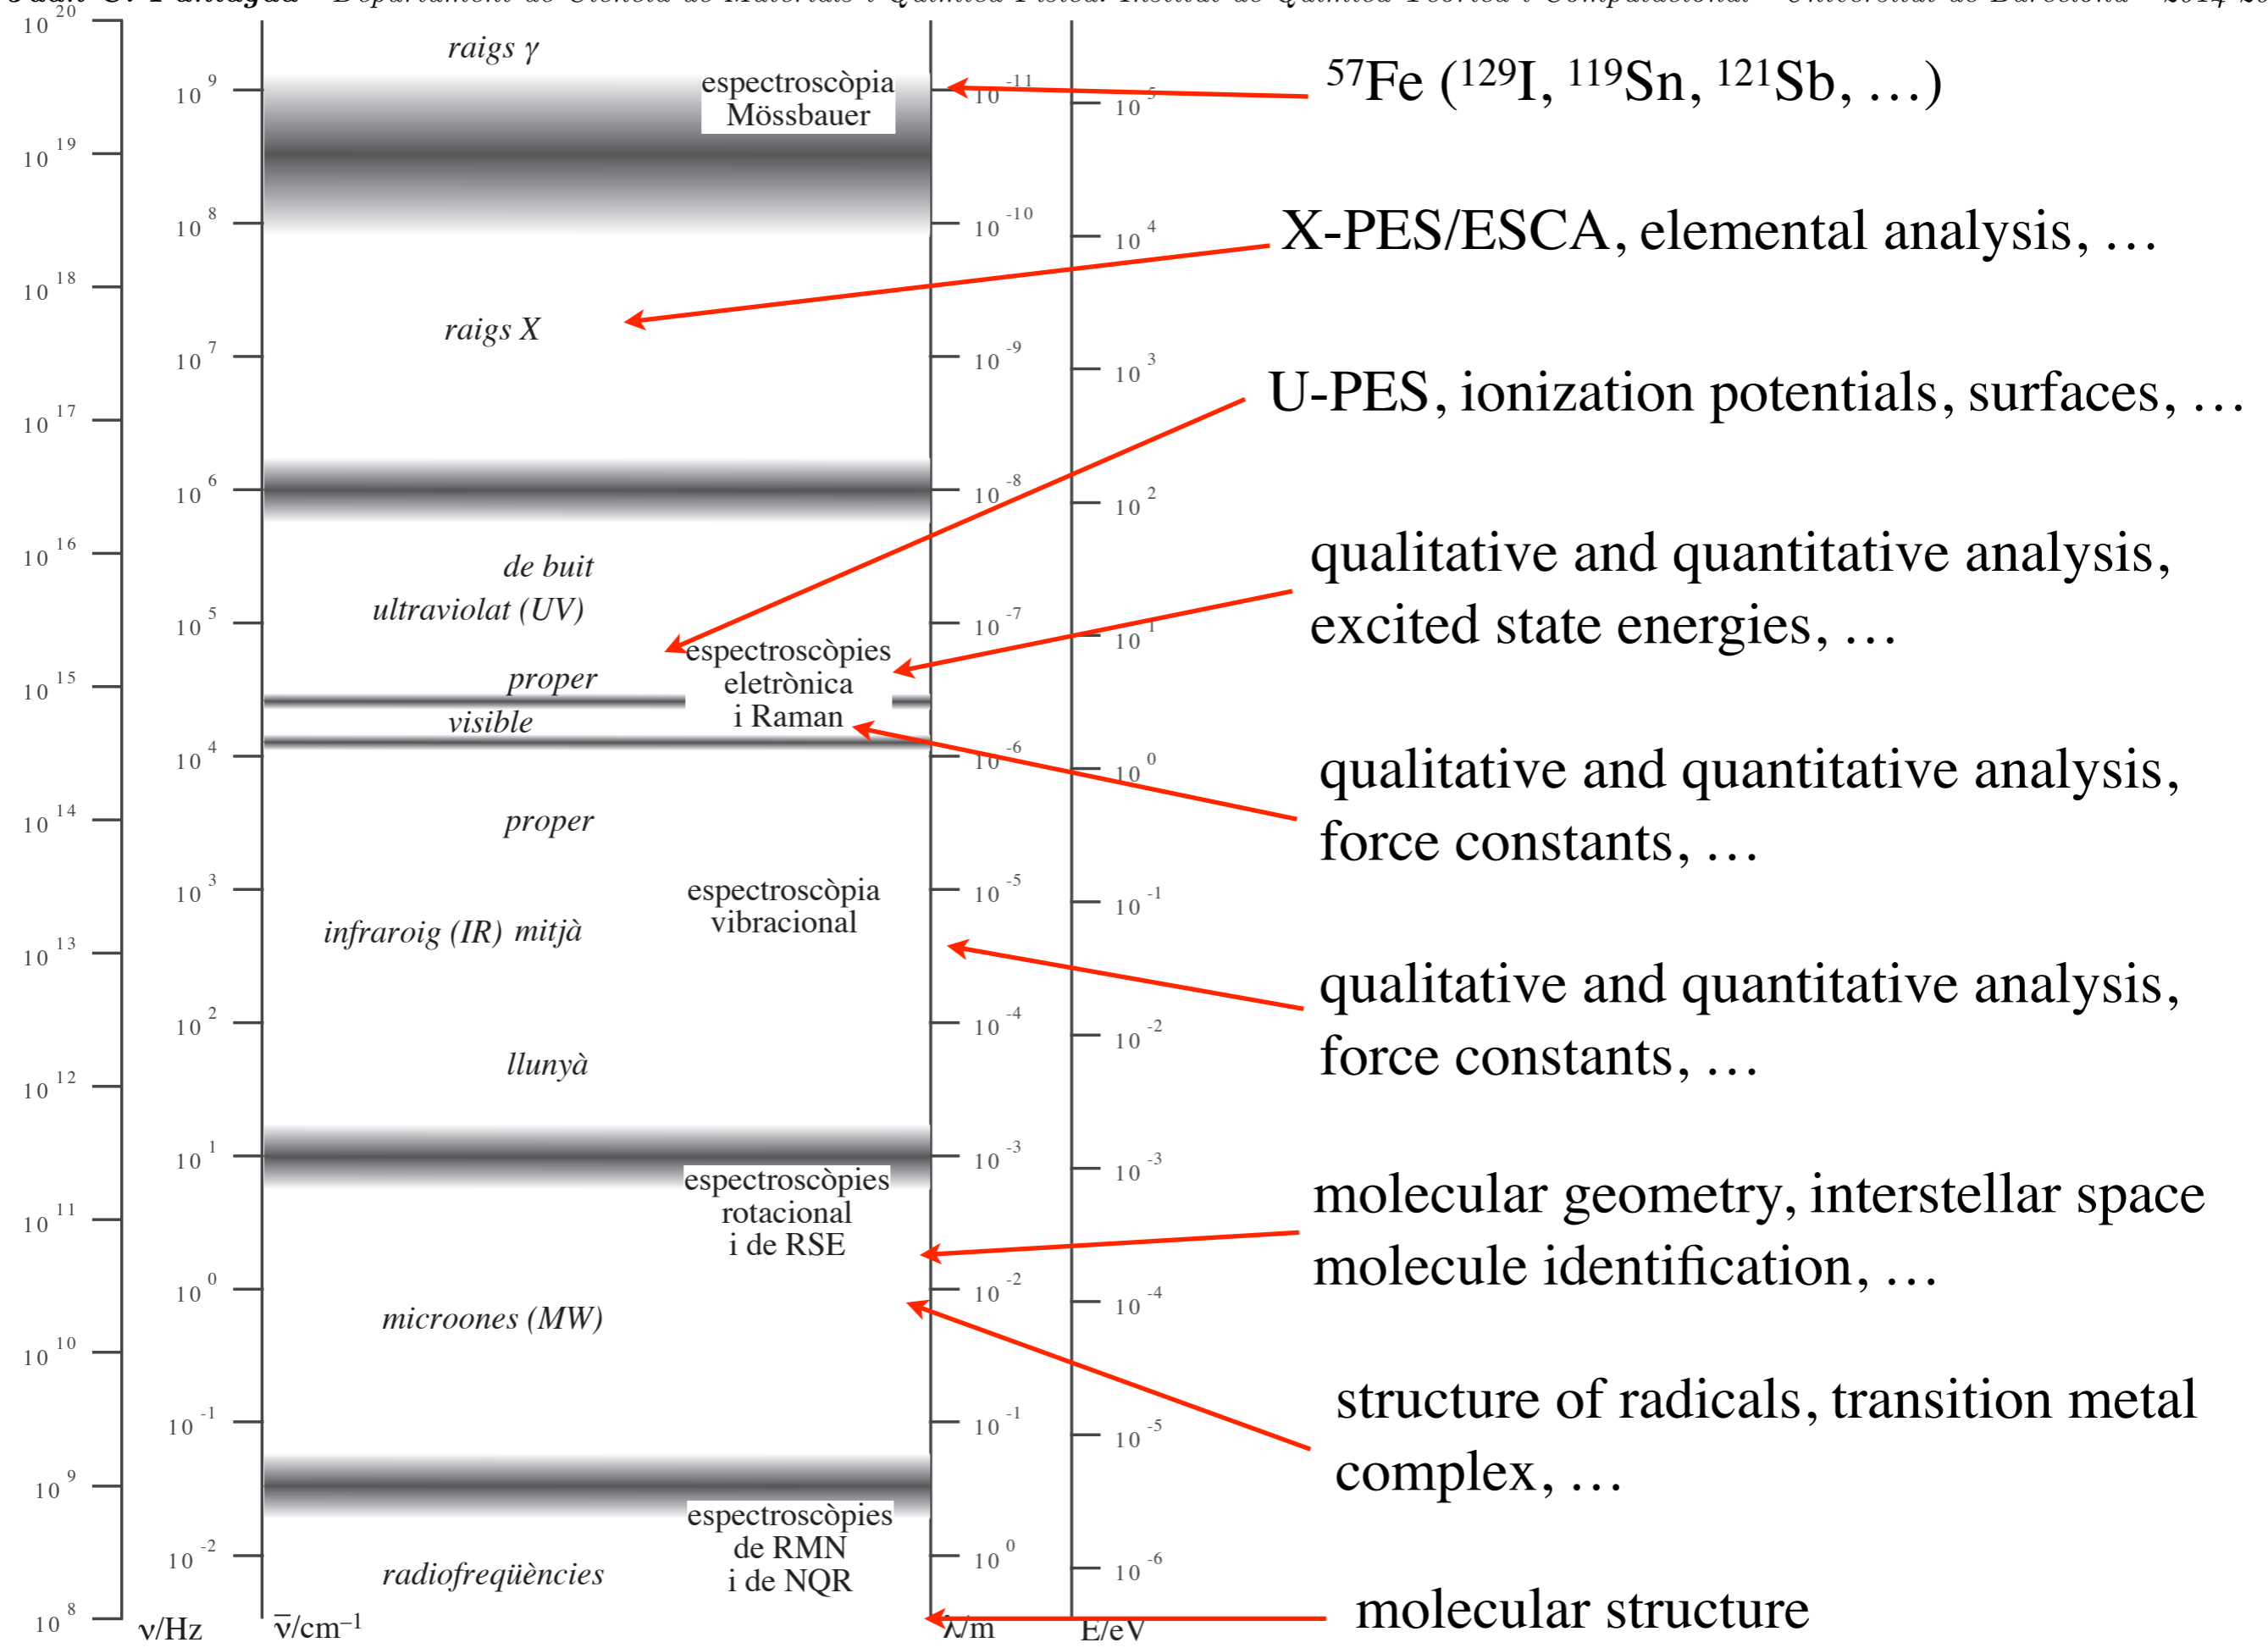 raigs γ
espectroscòpia
Mössbauer
raigs X
de buit
ultraviolat (UV)
proper
espectroscòpies
eletrònica
i Raman
visible
proper
espectroscòpia
vibracional
infraroig (IR) mitjà
llunyà
espectroscòpies
rotacional
i de RSE
microones (MW)
espectroscòpies
de RMN
i de NQR
radiofreqüències
10^20
10^19
10^18
10^17
10^16
10^15
10^14
10^13
10^12
10^11
10^10
10^9
10^8
ν/Hz
10^9
10^8
10^7
10^6
10^5
10^4
10^3
10^2
10^1
10^0
10^-1
10^-2
ν̅/cm⁻¹
10^-11
10^-10
10^-9
10^-8
10^-7
10^-6
10^-5
10^-4
10^-3
10^-2
10^-1
10^0
λ/m
10^5
10^4
10^3
10^2
10^1
10^0
10^-1
10^-2
10^-3
10^-4
10^-5
10^-6
E/eV
⁵⁷Fe (¹²⁹I, ¹¹⁹Sn, ¹²¹Sb, …)
X-PES/ESCA, elemental analysis, …
U-PES, ionization potentials, surfaces, …
qualitative and quantitative analysis,
excited state energies, …
qualitative and quantitative analysis,
force constants, …
qualitative and quantitative analysis,
force constants, …
molecular geometry, interstellar space
molecule identification, …
structure of radicals, transition metal
complex, …
molecular structure